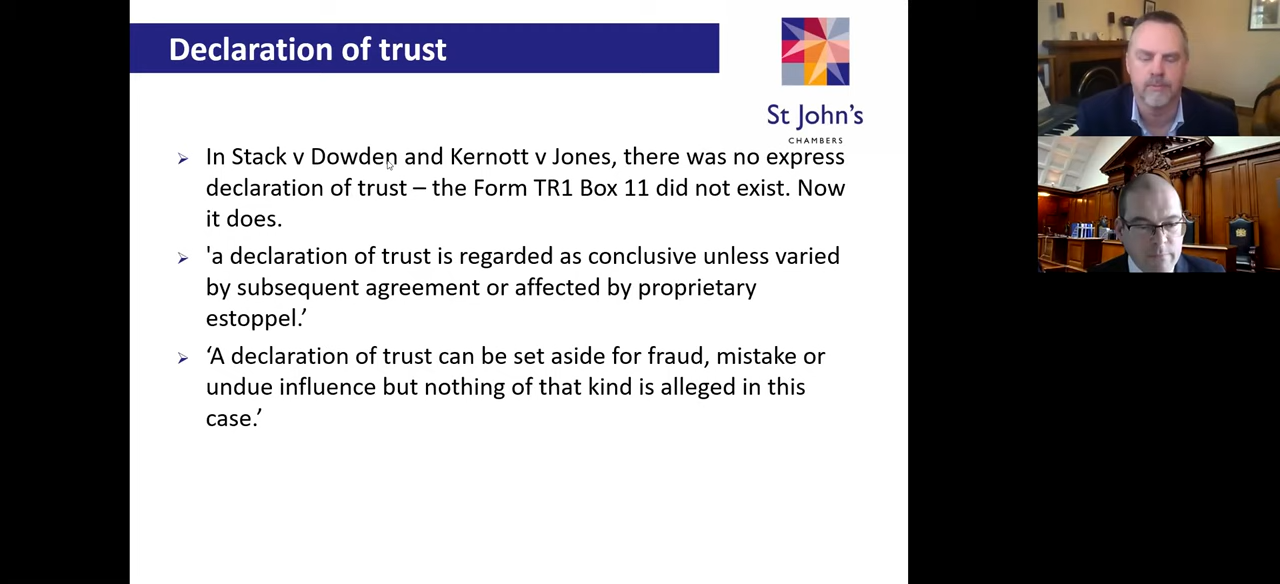 Declaration of trust
St John's
CHAMBERS
➢ In Stack v Dowden and Kernott v Jones, there was no express
declaration of trust – the Form TR1 Box 11 did not exist. Now
it does.
➢ 'a declaration of trust is regarded as conclusive unless varied
by subsequent agreement or affected by proprietary
estoppel.’
➢ ‘A declaration of trust can be set aside for fraud, mistake or
undue influence but nothing of that kind is alleged in this
case.’